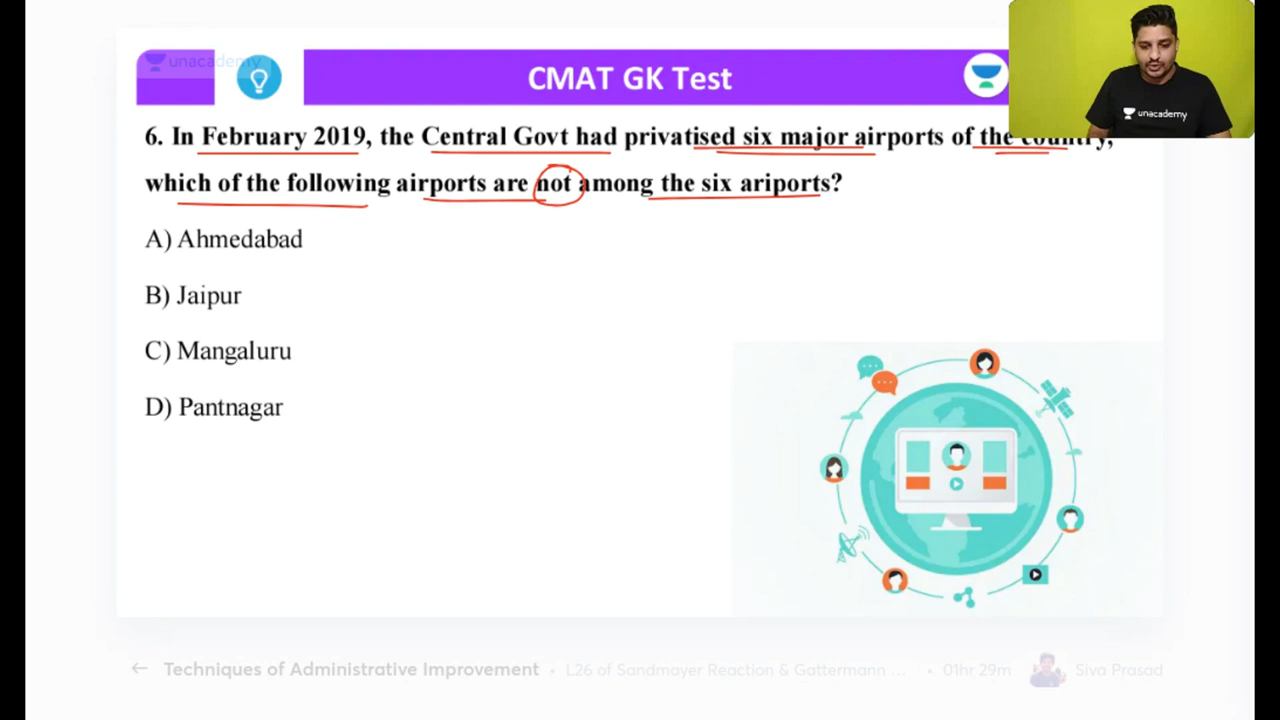 unacademy
CMAT GK Test
unacademy
6. In February 2019, the Central Govt had privatised six major airports of the country,
which of the following airports are not among the six ariports?
A) Ahmedabad
B) Jaipur
C) Mangaluru
D) Pantnagar
← Techniques of Administrative Improvement • L26 of Sandmayer Reaction & Gattermann ... • 01hr 29m Siva Prasad